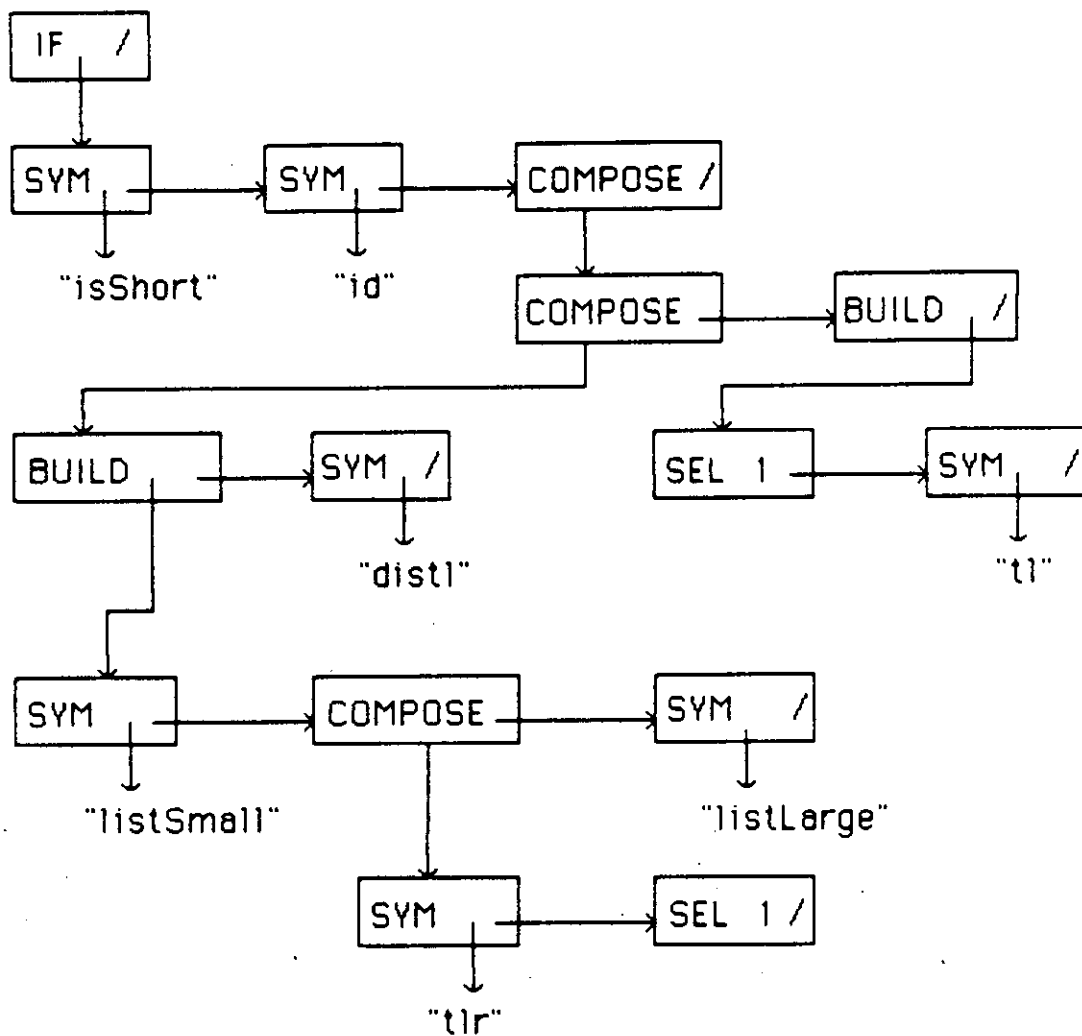 IF /
SYM SYM COMPOSE /
"isShort" "id"
COMPOSE BUILD /
BUILD SYM / SEL 1 SYM /
"distl" "tl"
SYM COMPOSE SYM /
"listSmall" "listLarge"
SYM SEL 1 /
"tlr"